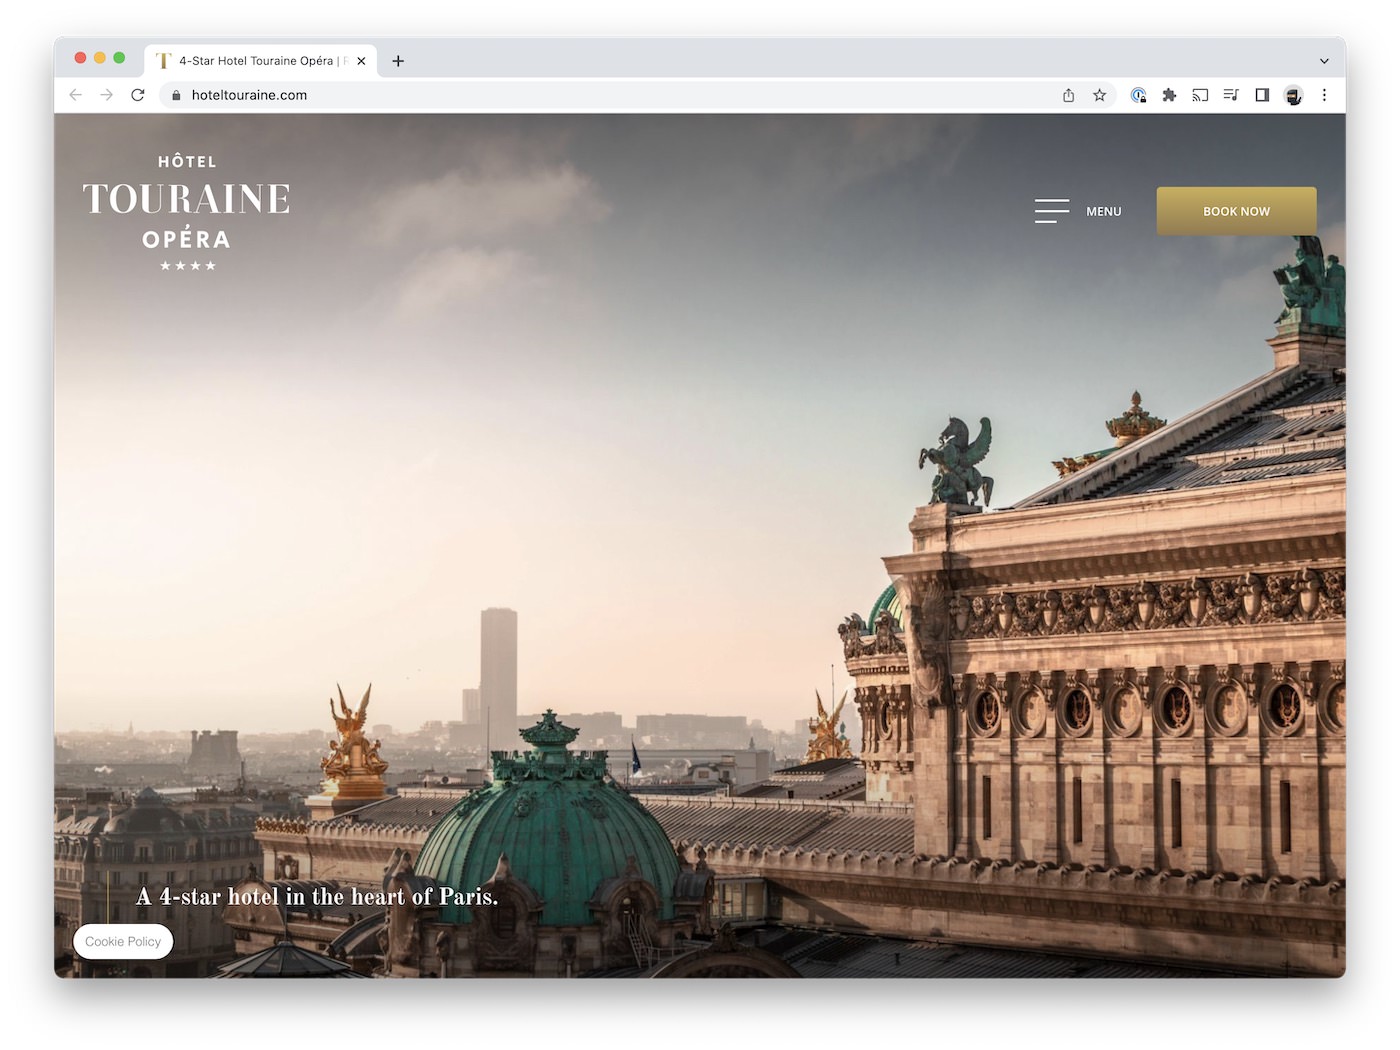 4-Star Hotel Touraine Opéra |
hoteltouraine.com
HÔTEL
TOURAINE
OPÉRA
MENU
BOOK NOW
A 4-star hotel in the heart of Paris.
Cookie Policy